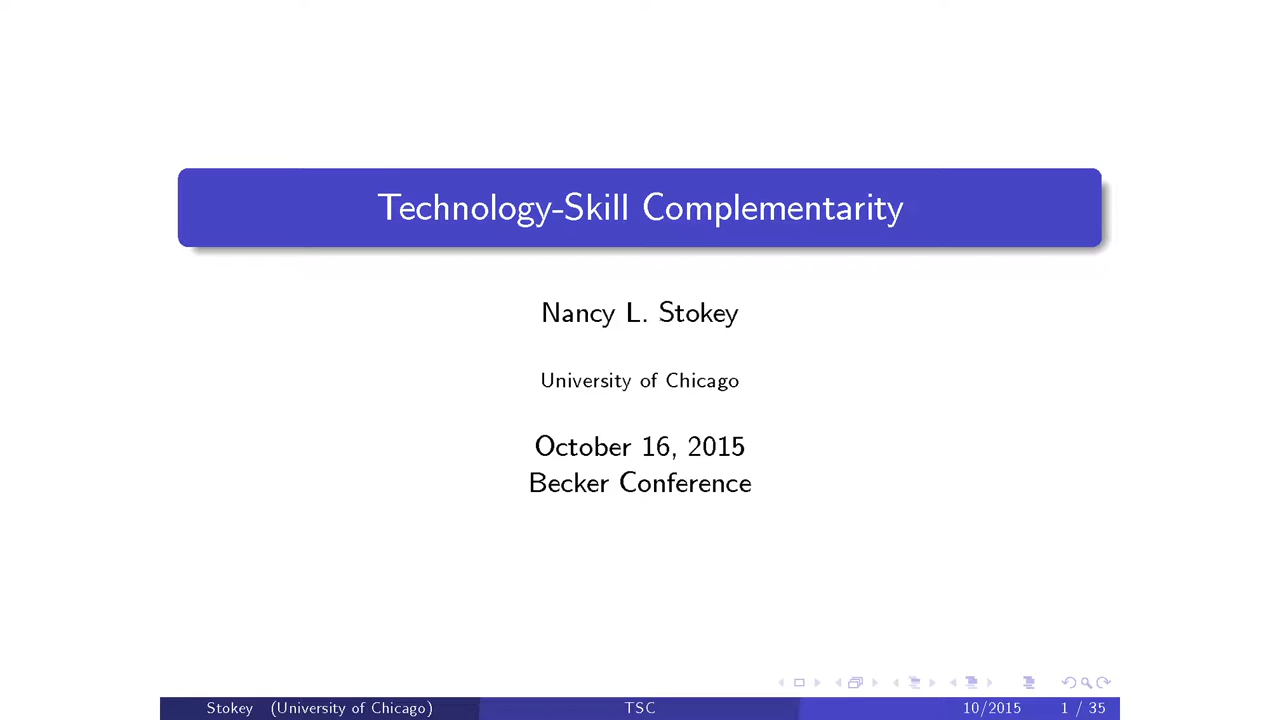 Technology-Skill Complementarity
Nancy L. Stokey
University of Chicago
October 16, 2015
Becker Conference
Stokey (University of Chicago) TSC 10/2015 1 / 35